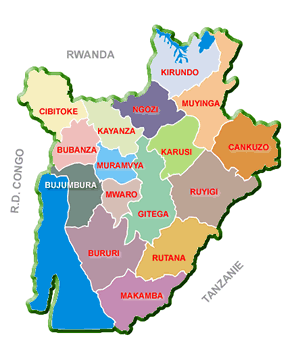 RWANDA
KIRUNDO
CIBITOKE
NGOZI
MUYINGA
KAYANZA
BUBANZA
KARUSI
CANKUZO
MURAMVYA
R.D. CONGO
BUJUMBURA
MWARO
RUYIGI
GITEGA
BURURI
RUTANA
TANZANIE
MAKAMBA